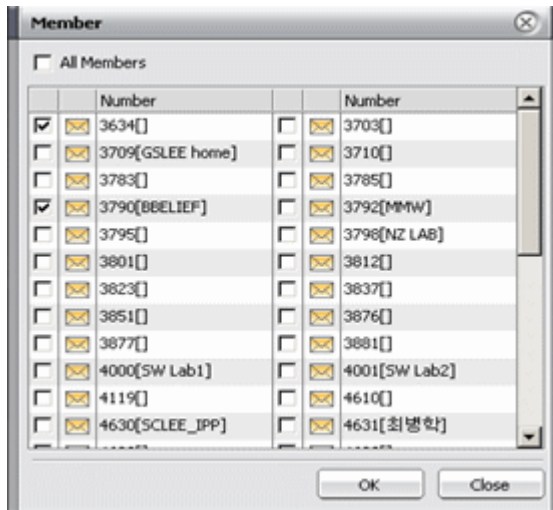 Member
All Members
Number Number
3634[] 3703[]
3709[GSLEE home] 3710[]
3783[] 3785[]
3790[BBELIEF] 3792[MMW]
3795[] 3798[NZ LAB]
3801[] 3812[]
3823[] 3837[]
3851[] 3876[]
3877[] 3881[]
4000[SW Lab1] 4001[SW Lab2]
4119[] 4610[]
4630[SCLEE_IPP] 4631[최병학]
OK Close